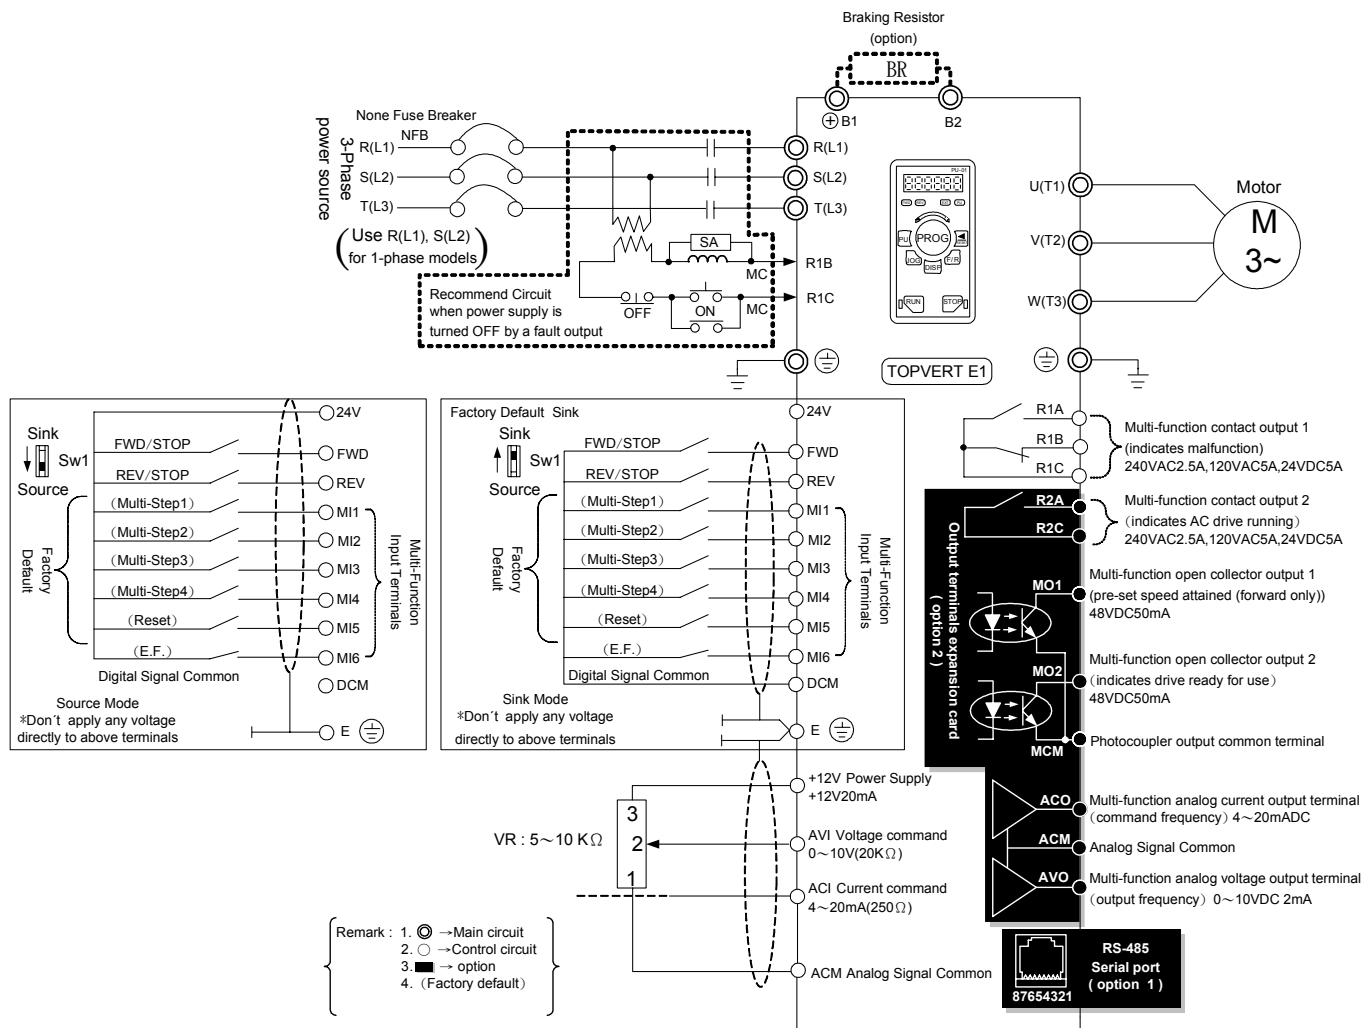 Braking Resistor
(option)
BR
B1
B2
None Fuse Breaker
NFB
3-Phase
power source
R(L1)
S(L2)
T(L3)
(Use R(L1), S(L2)
for 1-phase models)
R(L1)
S(L2)
T(L3)
SA
MC
R1B
OFF
ON
MC
R1C
Recommend Circuit
when power supply is
turned OFF by a fault output
PU-01
PU
PROG
JOG
DISP
F/R
RUN
STOP
TOPVERT E1
U(T1)
V(T2)
W(T3)
Motor
M
3~
Sink
Sw1
Source
Factory
Default
FWD/STOP
REV/STOP
(Multi-Step1)
(Multi-Step2)
(Multi-Step3)
(Multi-Step4)
(Reset)
(E.F.)
Digital Signal Common
24V
FWD
REV
MI1
MI2
MI3
MI4
MI5
MI6
DCM
E
Multi-Function
Input Terminals
Source Mode
*Don´t apply any voltage
directly to above terminals
Factory Default Sink
Sink
Sw1
Source
Factory
Default
FWD/STOP
REV/STOP
(Multi-Step1)
(Multi-Step2)
(Multi-Step3)
(Multi-Step4)
(Reset)
(E.F.)
Digital Signal Common
24V
FWD
REV
MI1
MI2
MI3
MI4
MI5
MI6
DCM
E
Multi-Function
Input Terminals
Sink Mode
*Don´t apply any voltage
directly to above terminals
R1A
R1B
R1C
Multi-function contact output 1
(indicates malfunction)
240VAC2.5A,120VAC5A,24VDC5A
R2A
R2C
Multi-function contact output 2
(indicates AC drive running)
240VAC2.5A,120VAC5A,24VDC5A
Output terminals expansion card
( option 2 )
MO1
Multi-function open collector output 1
(pre-set speed attained (forward only))
48VDC50mA
MO2
Multi-function open collector output 2
(indicates drive ready for use)
48VDC50mA
MCM
Photocoupler output common terminal
ACO
Multi-function analog current output terminal
(command frequency) 4～20mADC
ACM
Analog Signal Common
AVO
Multi-function analog voltage output terminal
(output frequency) 0～10VDC 2mA
RS-485
Serial port
( option 1 )
87654321
VR : 5～10 KΩ
3
2
1
+12V Power Supply
+12V20mA
AVI Voltage command
0～10V(20KΩ)
ACI Current command
4～20mA(250Ω)
ACM Analog Signal Common
Remark : 1. ◎ →Main circuit
2. ○ →Control circuit
3. ■ → option
4. (Factory default)